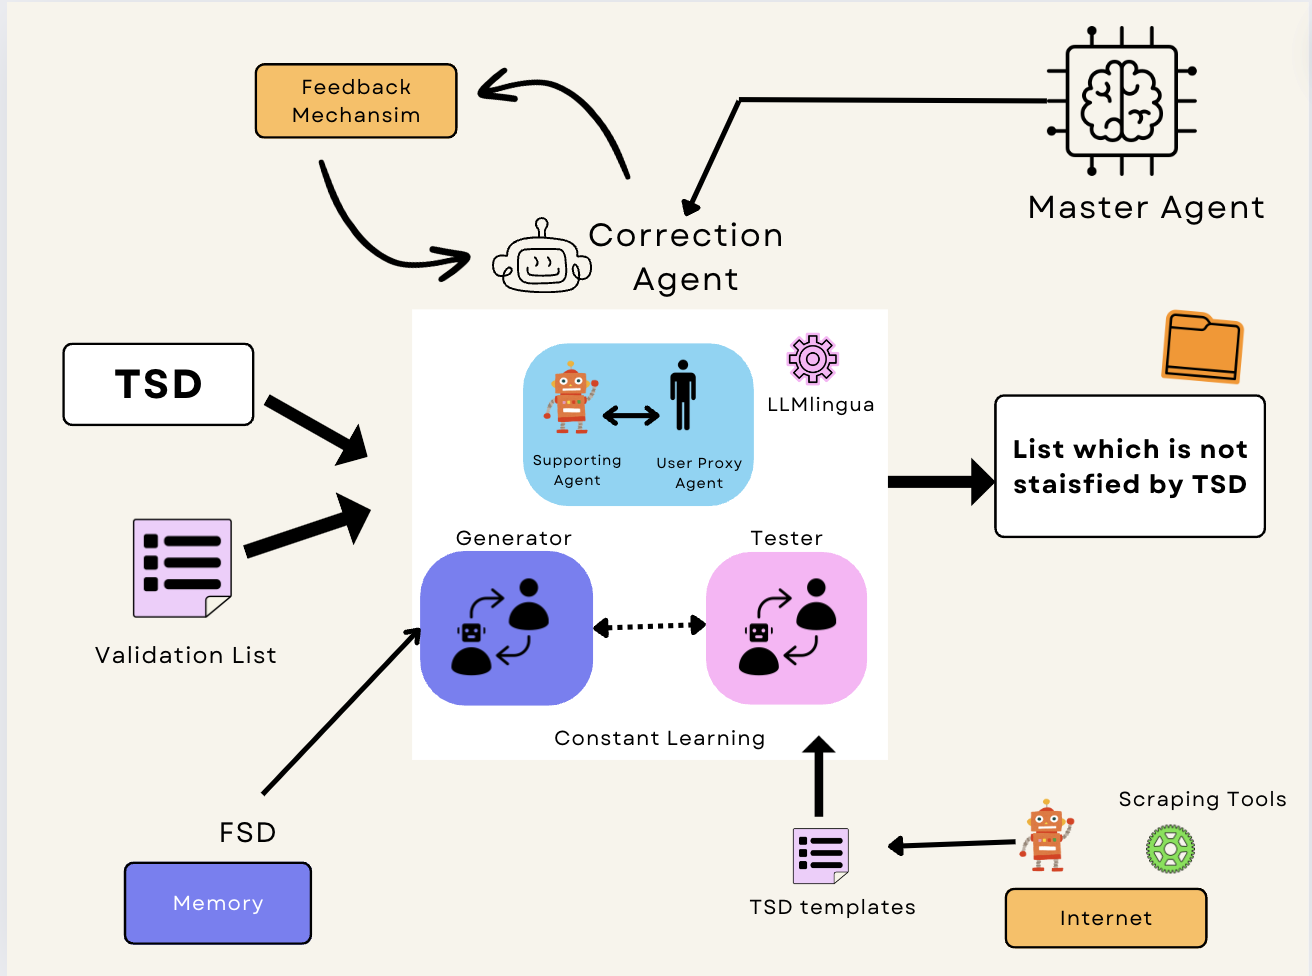 Feedback
Mechansim
Master Agent
Correction
Agent
TSD
LLMlingua
Supporting
Agent
User Proxy
Agent
List which is not
staisfied by TSD
Generator
Tester
Validation List
Constant Learning
FSD
Memory
Scraping Tools
TSD templates
Internet